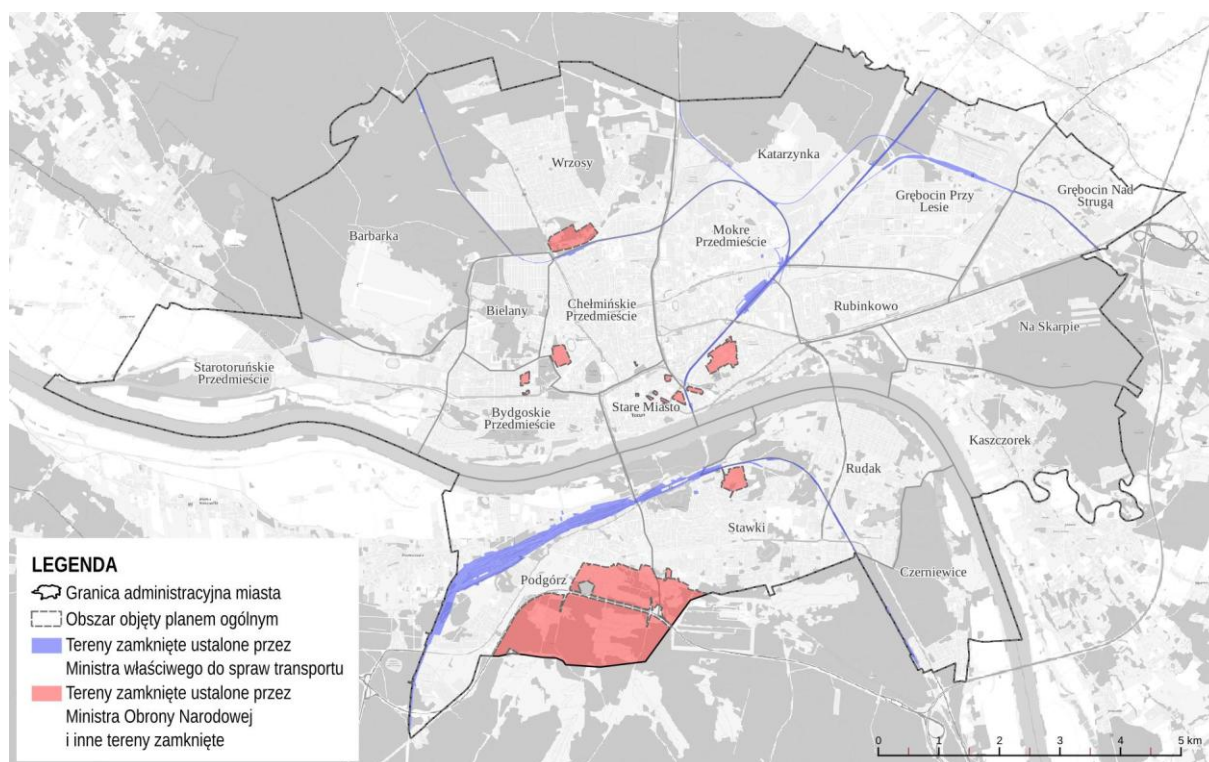 Wrzosy
Katarzynka
Grębocin Przy
Lesie
Grębocin Nad
Strugą
Barbarka
Mokre
Przedmieście
Bielany
Chełmińskie
Przedmieście
Rubinkowo
Na Skarpie
Starotoruńskie
Przedmieście
Bydgoskie
Przedmieście
Stare Miasto
Kaszczorek
Rudak
Stawki
Podgórz
Czerniewice
LEGENDA
Granica administracyjna miasta
Obszar objęty planem ogólnym
Tereny zamknięte ustalone przez
Ministra właściwego do spraw transportu
Tereny zamknięte ustalone przez
Ministra Obrony Narodowej
i inne tereny zamknięte
0 1 2 3 4 5 km